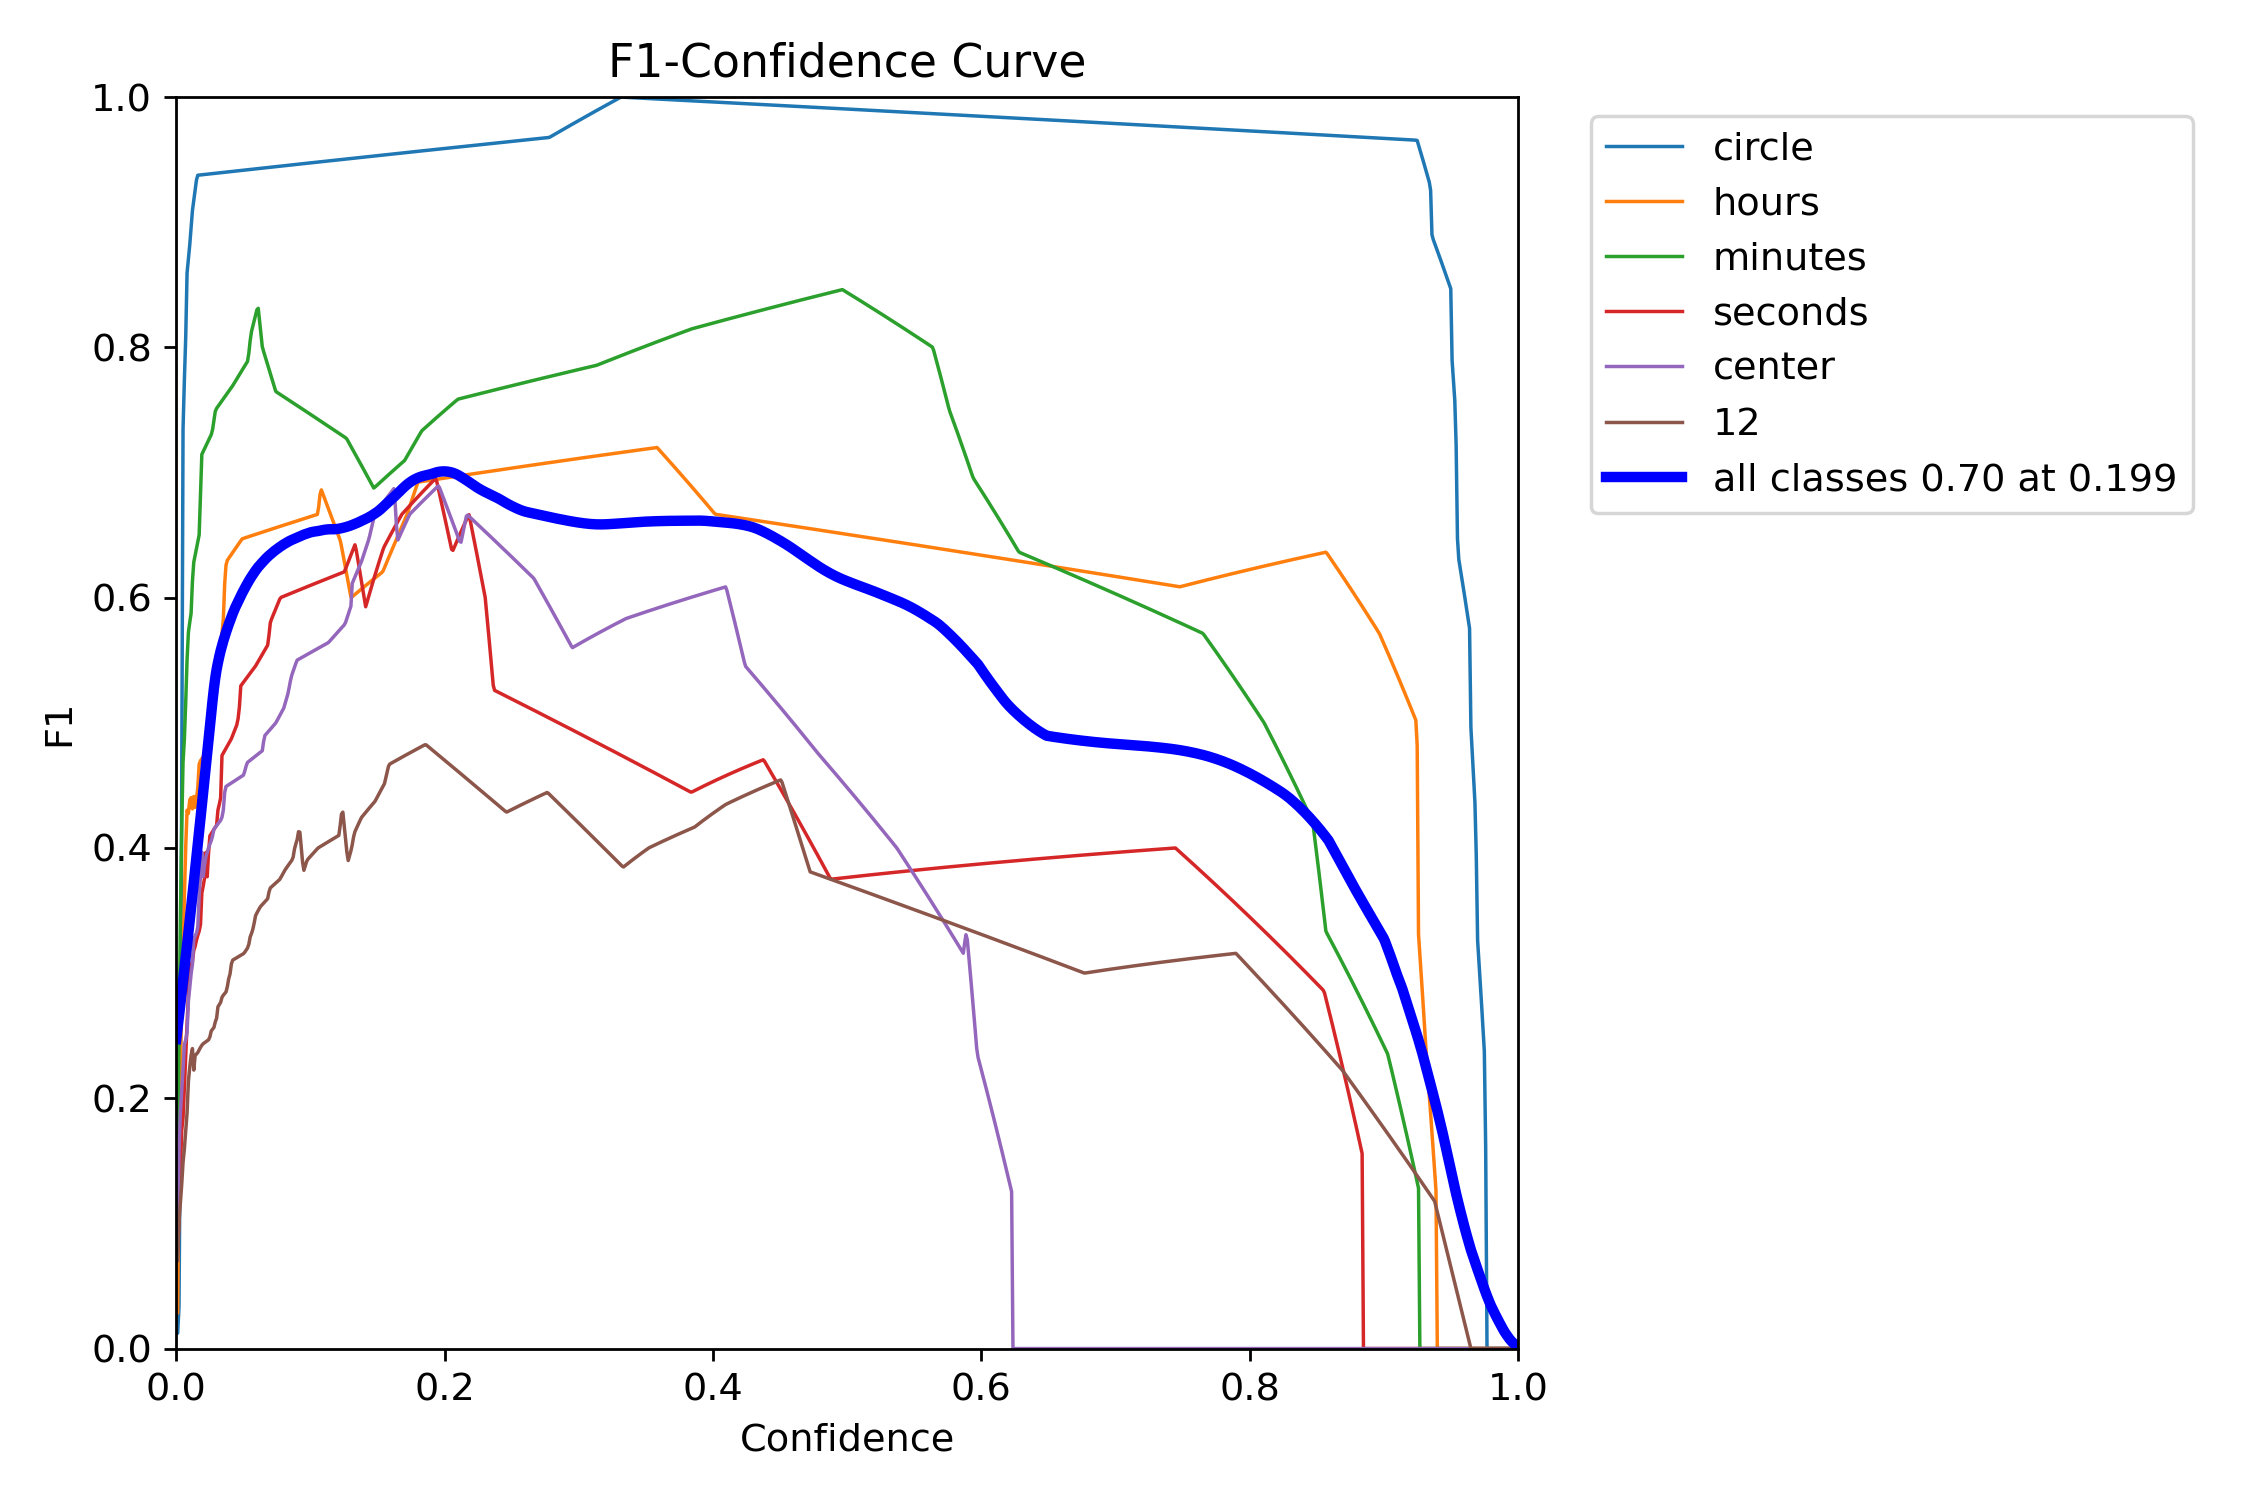 F1-Confidence Curve
1.0
0.8
0.6
0.4
0.2
0.0
F1
0.0 0.2 0.4 0.6 0.8 1.0
Confidence
circle
hours
minutes
seconds
center
12
all classes 0.70 at 0.199